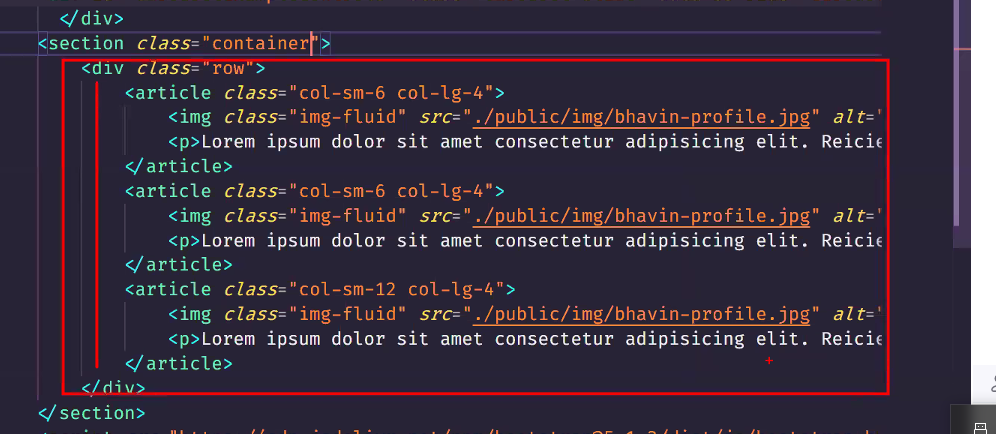 </div>
<section class="container">
<div class="row">
<article class="col-sm-6 col-lg-4">
<img class="img-fluid" src="./public/img/bhavin-profile.jpg" alt="
<p>Lorem ipsum dolor sit amet consectetur adipisicing elit. Reicie
</article>
<article class="col-sm-6 col-lg-4">
<img class="img-fluid" src="./public/img/bhavin-profile.jpg" alt="
<p>Lorem ipsum dolor sit amet consectetur adipisicing elit. Reicie
</article>
<article class="col-sm-12 col-lg-4">
<img class="img-fluid" src="./public/img/bhavin-profile.jpg" alt="
<p>Lorem ipsum dolor sit amet consectetur adipisicing elit. Reicie
</article>
</div>
</section>